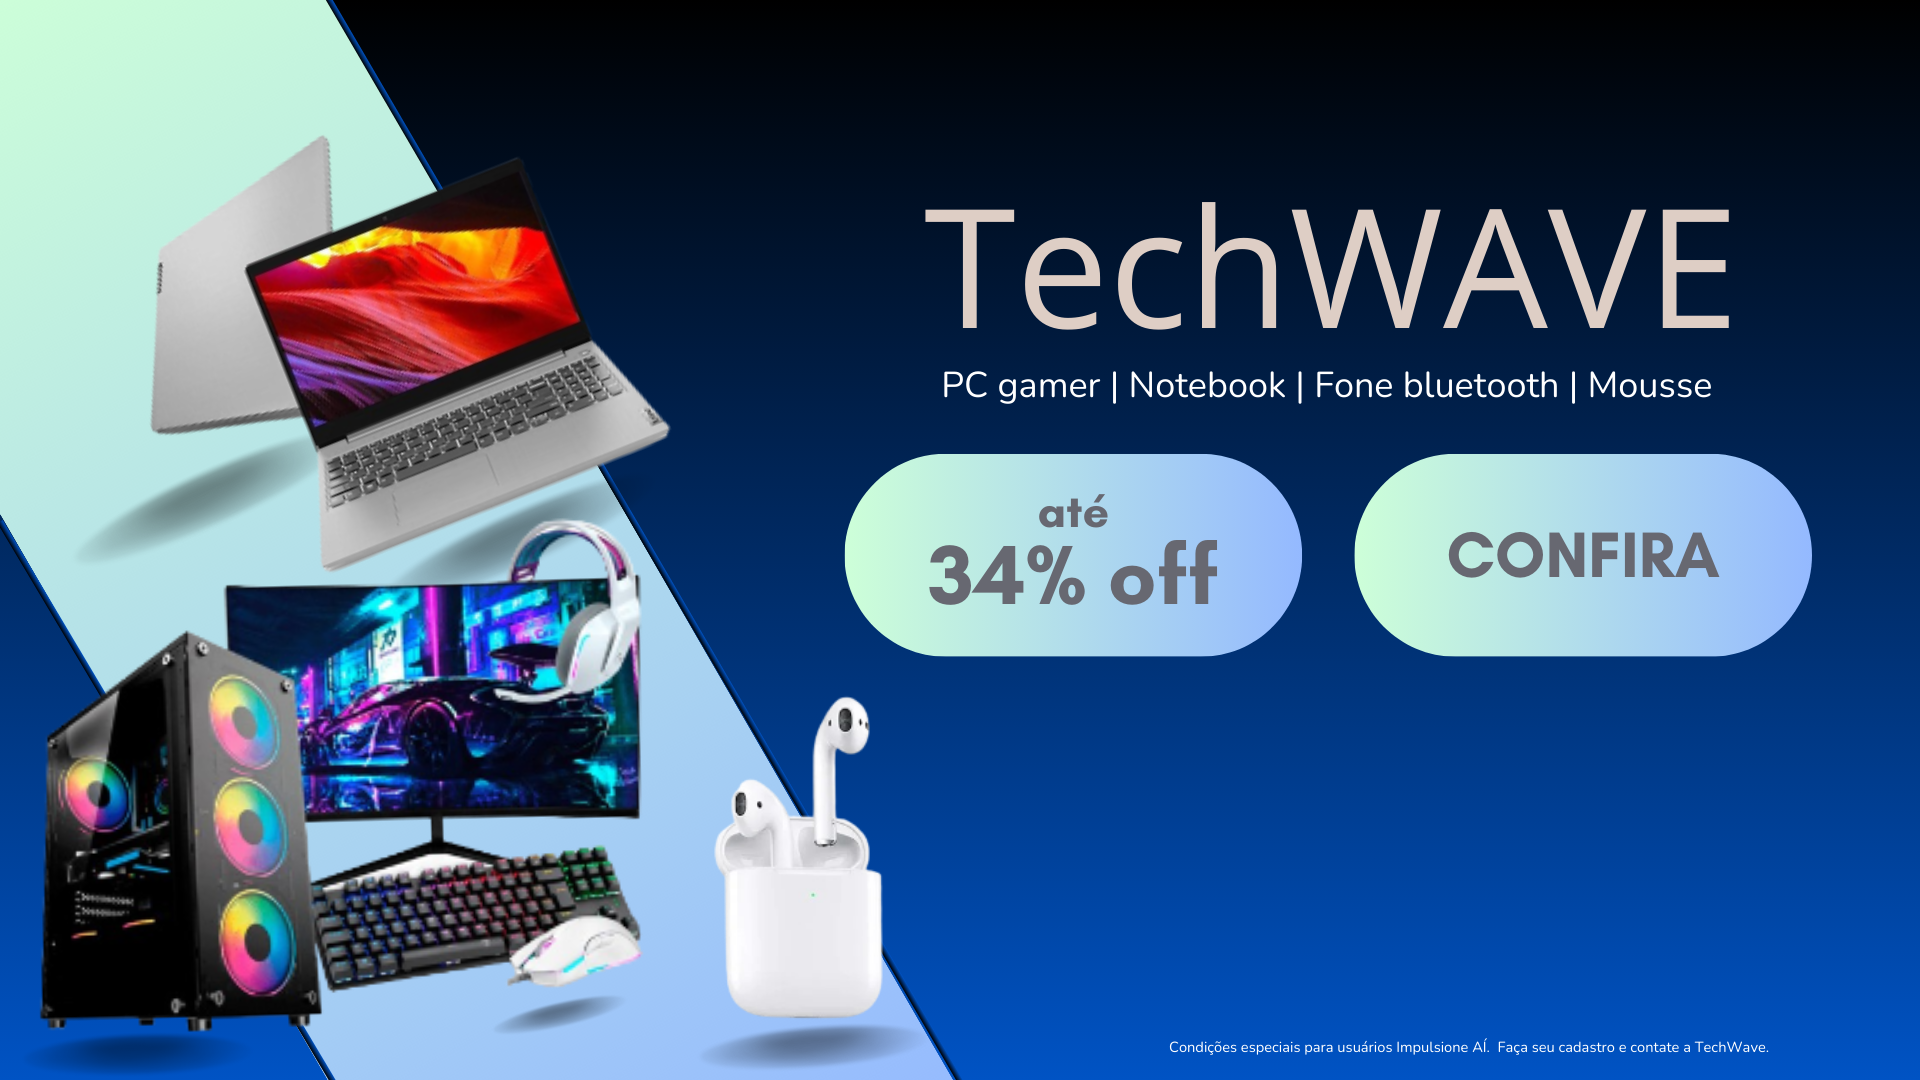 TechWAVE
PC gamer | Notebook | Fone bluetooth | Mousse
até
34% off
CONFIRA
Condições especiais para usuários Impulsione AÍ.  Faça seu cadastro e contate a TechWave.